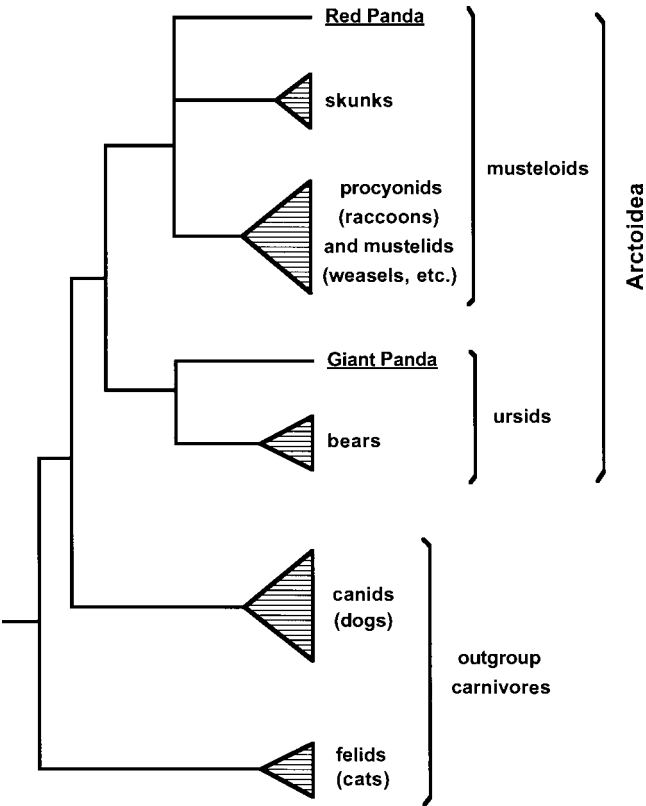 Red Panda
skunks
procyonids
(raccoons)
and mustelids
(weasels, etc.)
musteloids
Arctoidea
Giant Panda
bears
ursids
canids
(dogs)
outgroup
carnivores
felids
(cats)